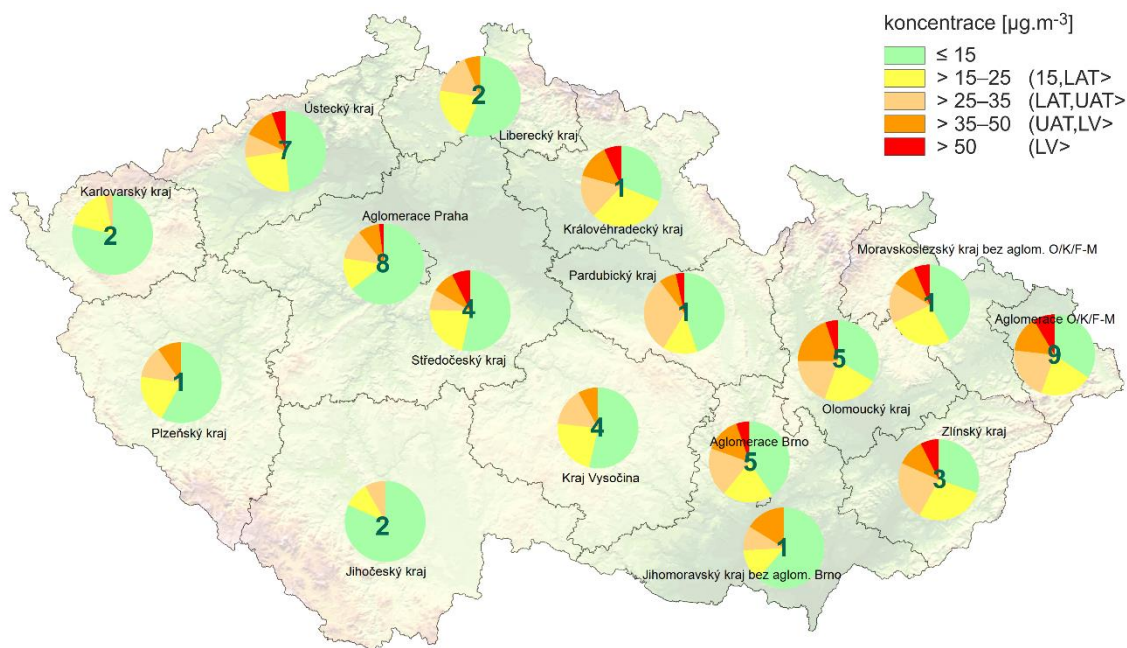 koncentrace [µg.m⁻³]
≤ 15
> 15–25 (15,LAT>
> 25–35 (LAT,UAT>
> 35–50 (UAT,LV>
> 50 (LV>
2
Liberecký kraj
Ústecký kraj
7
Karlovarský kraj
2
1
Královéhradecký kraj
Aglomerace Praha
8
4
Středočeský kraj
Pardubický kraj
1
Moravskoslezský kraj bez aglom. O/K/F-M
1
Aglomerace O/K/F-M
9
5
Olomoucký kraj
1
Plzeňský kraj
4
Kraj Vysočina
Aglomerace Brno
5
Zlínský kraj
3
2
Jihočeský kraj
1
Jihomoravský kraj bez aglom. Brno